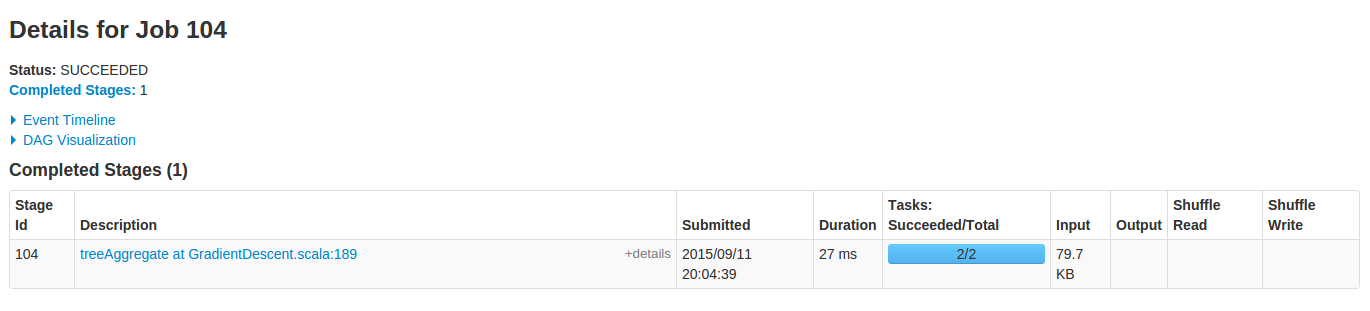 Details for Job 104
Status: SUCCEEDED
Completed Stages: 1
Event Timeline
DAG Visualization
Completed Stages (1)
Stage Id Description Submitted Duration Tasks: Succeeded/Total Input Output Shuffle Read Shuffle Write
104 treeAggregate at GradientDescent.scala:189 +details 2015/09/11 20:04:39 27 ms 2/2 79.7 KB